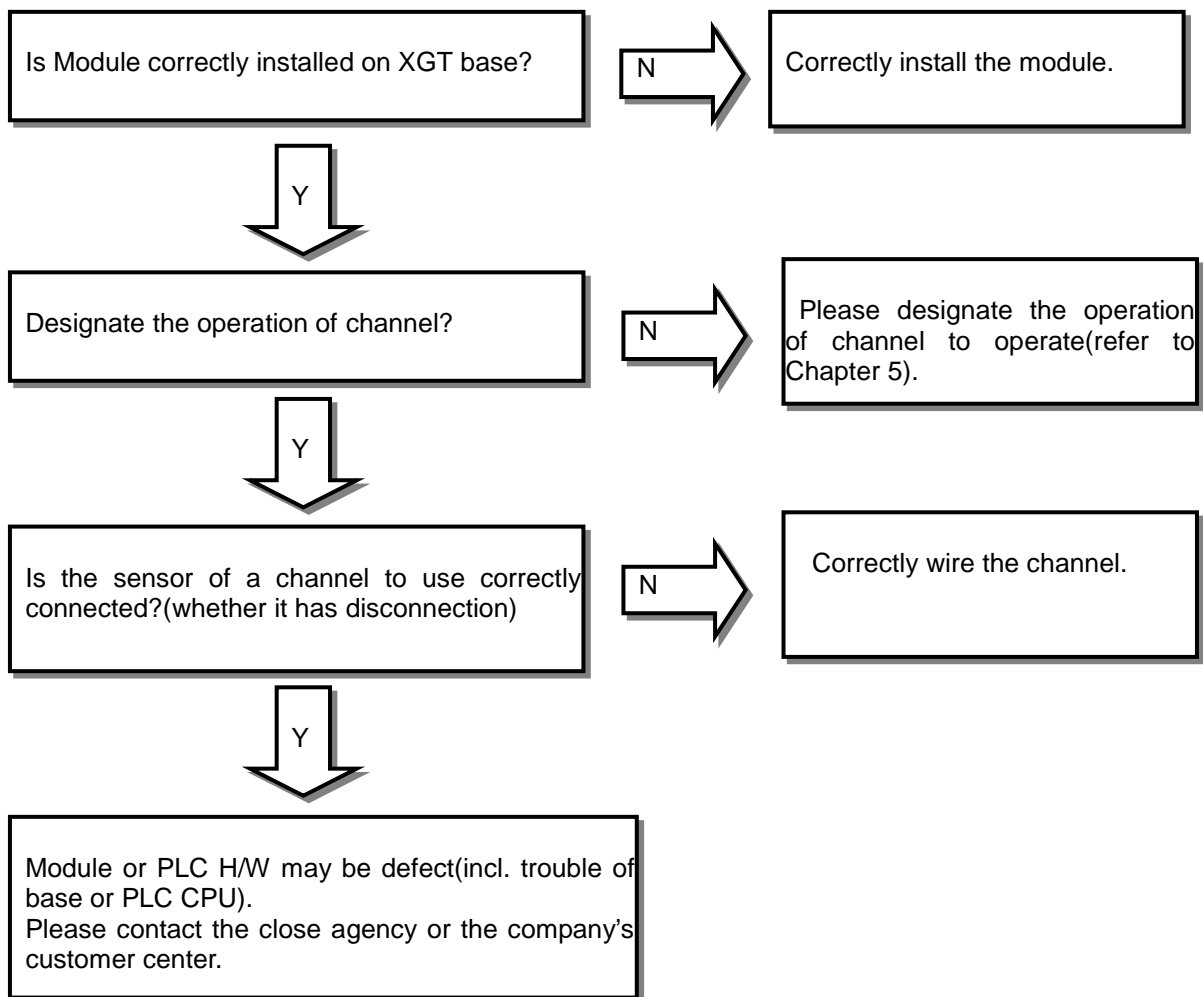 Is Module correctly installed on XGT base?
N
Correctly install the module.
Y
Designate the operation of channel?
N
Please designate the operation
of channel to operate(refer to
Chapter 5).
Y
Is the sensor of a channel to use correctly
connected?(whether it has disconnection)
N
Correctly wire the channel.
Y
Module or PLC H/W may be defect(incl. trouble of
base or PLC CPU).
Please contact the close agency or the company’s
customer center.